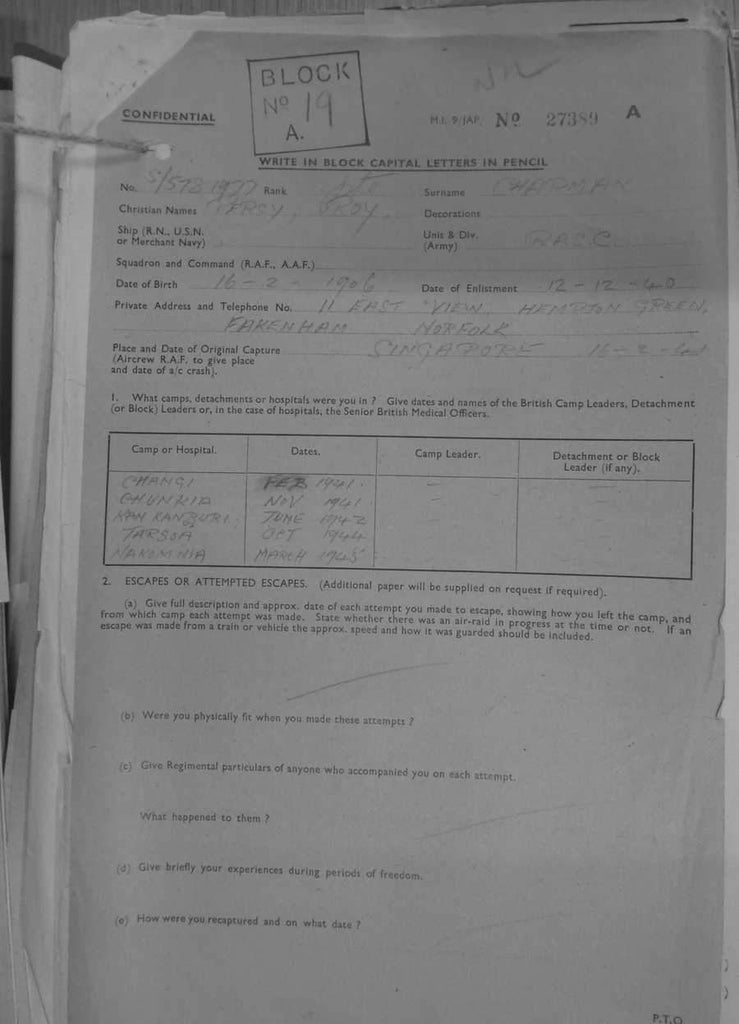 BLOCK
Nº 19
A.
NIL
CONFIDENTIAL
M.I. 9/JAP. Nº 27389 A
WRITE IN BLOCK CAPITAL LETTERS IN PENCIL
No. S/578 1977 Rank Pte Surname CHAPMAN
Christian Names PERCY, ROY. Decorations
Ship (R.N., U.S.N. or Merchant Navy) Unit & Div. (Army) R.A.S.C.
Squadron and Command (R.A.F., A.A.F.)
Date of Birth 16 - 2 - 1906 Date of Enlistment 12 - 12 - 40
Private Address and Telephone No. 11 EAST VIEW, HEMPTON GREEN,
FAKENHAM NORFOLK
Place and Date of Original Capture SINGAPORE
(Aircrew R.A.F. to give place
and date of a/c crash).
1. What camps, detachments or hospitals were you in ? Give dates and names of the British Camp Leaders, Detachment
(or Block) Leaders or, in the case of hospitals, the Senior British Medical Officers.
Camp or Hospital. Dates. Camp Leader. Detachment or Block Leader (if any).
CHANGI FEB 1941. – –
CHUNKIA NOV 1941 – –
KAN KANBURI. JUNE 1942 – –
TARSOA OCT 1944
MARCH 1945
2. ESCAPES OR ATTEMPTED ESCAPES. (Additional paper will be supplied on request if required).
(a) Give full description and approx. date of each attempt you made to escape, showing how you left the camp, and
from which camp each attempt was made. State whether there was an air-raid in progress at the time or not. If an
escape was made from a train or vehicle the approx. speed and how it was guarded should be included.
(b) Were you physically fit when you made these attempts ?
(c) Give Regimental particulars of anyone who accompanied you on each attempt.
What happened to them ?
(d) Give briefly your experiences during periods of freedom.
(e) How were you recaptured and on what date ?
P.T.O.